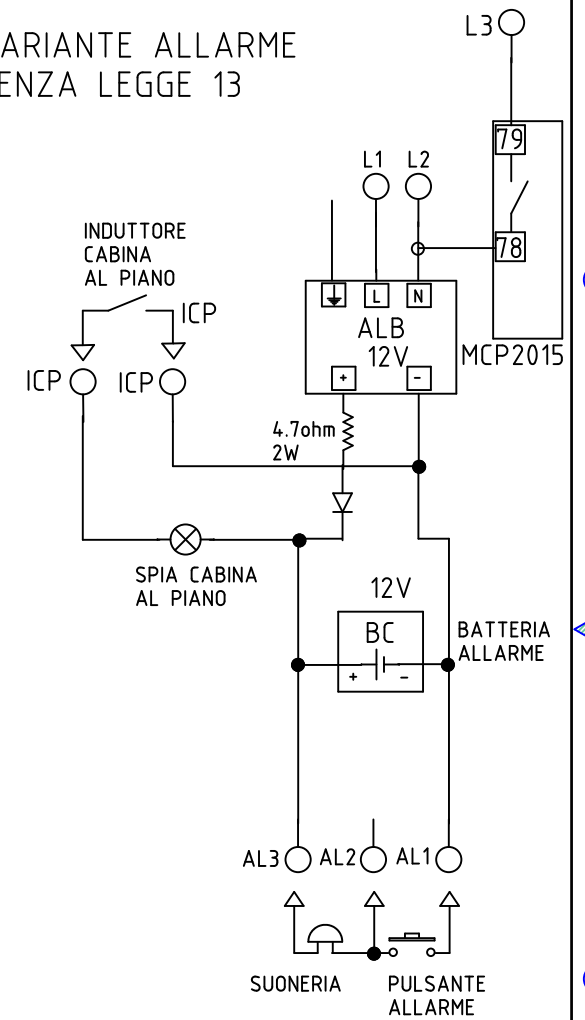 ARIANTE ALLARME
ENZA LEGGE 13
L3
79
78
MCP2015
L1
L2
L
N
ALB
12V
+
-
INDUTTORE
CABINA
AL PIANO
ICP
ICP
ICP
4.7ohm
2W
SPIA CABINA
AL PIANO
12V
BC
+
-
BATTERIA
ALLARME
AL3
AL2
AL1
SUONERIA
PULSANTE
ALLARME